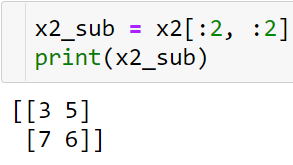 x2_sub = x2[:2, :2]
print(x2_sub)
[[3 5]
 [7 6]]